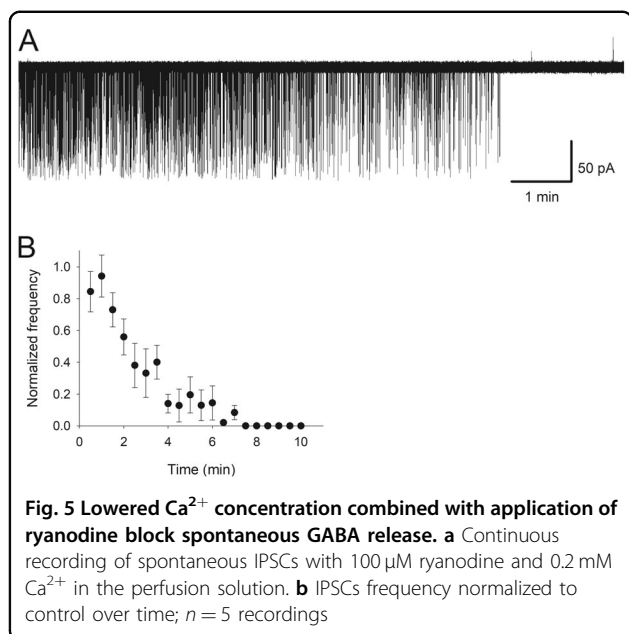 A
50 pA
1 min
B
Normalized frequency
1.0
0.8
0.6
0.4
0.2
0.0
0 2 4 6 8 10
Time (min)
Fig. 5 Lowered Ca²⁺ concentration combined with application of
ryanodine block spontaneous GABA release. a Continuous
recording of spontaneous IPSCs with 100 μM ryanodine and 0.2 mM
Ca²⁺ in the perfusion solution. b IPSCs frequency normalized to
control over time; n = 5 recordings